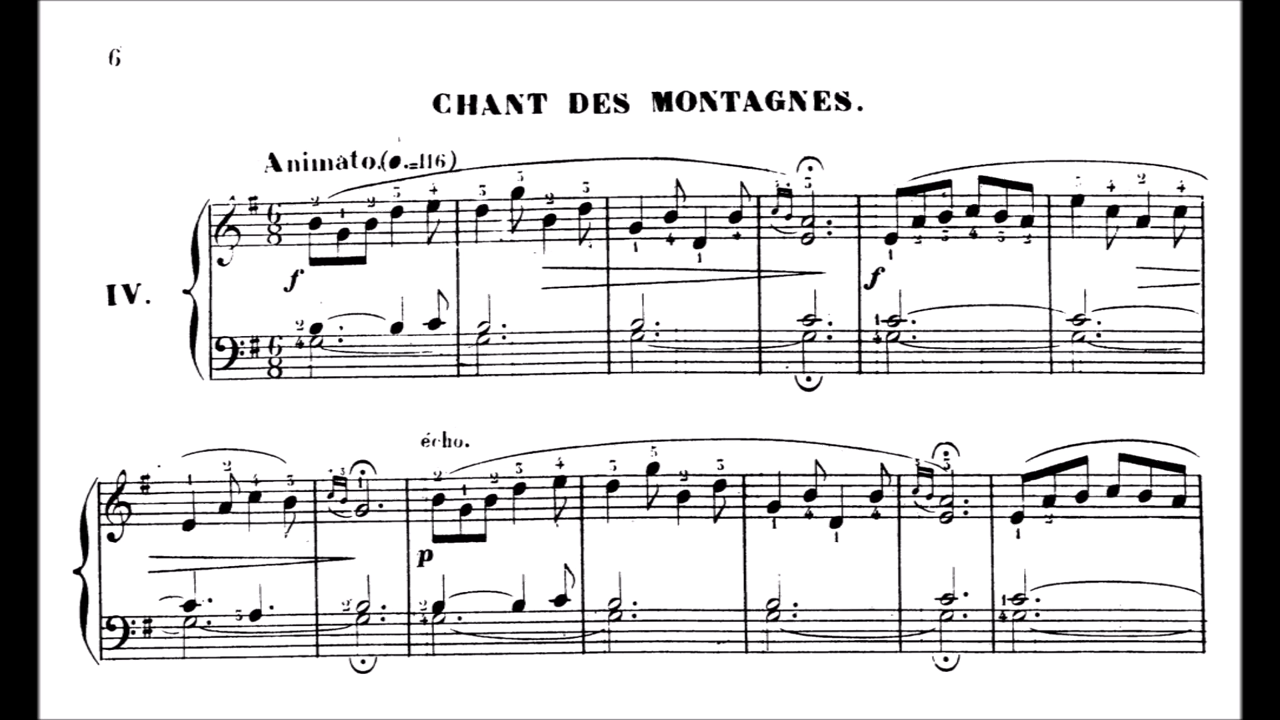 6
CHANT DES MONTAGNES.
Animato.(♩.=116)
IV.
f
f
écho.
p